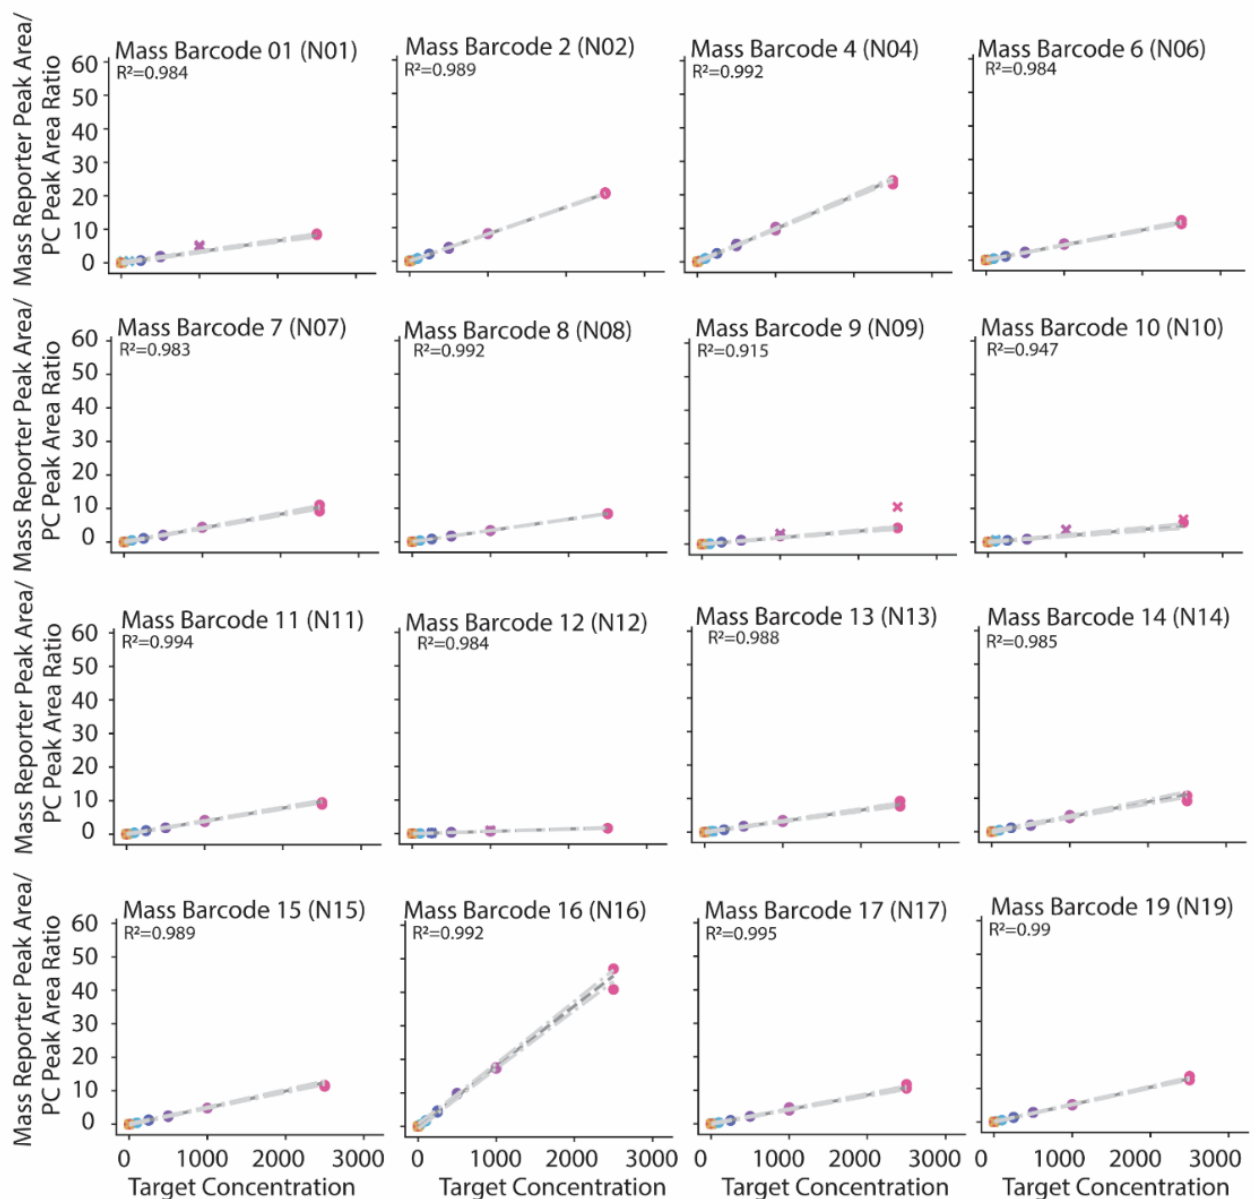 Mass Reporter Peak Area/
PC Peak Area Ratio
Mass Barcode 01 (N01)
R²=0.984
60
50
40
30
20
10
0
Mass Barcode 2 (N02)
R²=0.989
Mass Barcode 4 (N04)
R²=0.992
Mass Barcode 6 (N06)
R²=0.984
Mass Reporter Peak Area/
PC Peak Area Ratio
Mass Barcode 7 (N07)
R²=0.983
60
50
40
30
20
10
0
Mass Barcode 8 (N08)
R²=0.992
Mass Barcode 9 (N09)
R²=0.915
Mass Barcode 10 (N10)
R²=0.947
Mass Reporter Peak Area/
PC Peak Area Ratio
Mass Barcode 11 (N11)
R²=0.994
60
50
40
30
20
10
0
Mass Barcode 12 (N12)
R²=0.984
Mass Barcode 13 (N13)
R²=0.988
Mass Barcode 14 (N14)
R²=0.985
Mass Reporter Peak Area/
PC Peak Area Ratio
Mass Barcode 15 (N15)
R²=0.989
60
50
40
30
20
10
0
Mass Barcode 16 (N16)
R²=0.992
Mass Barcode 17 (N17)
R²=0.995
Mass Barcode 19 (N19)
R²=0.99
0 1000 2000 3000
Target Concentration
0 1000 2000 3000
Target Concentration
0 1000 2000 3000
Target Concentration
0 1000 2000 3000
Target Concentration